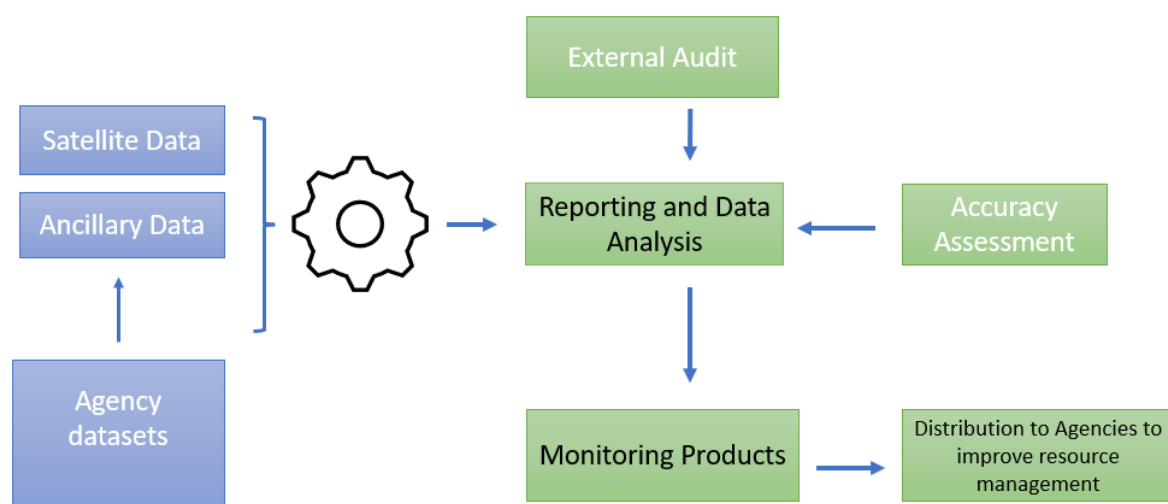 External Audit
Satellite Data
Ancillary Data
Reporting and Data
Analysis
Accuracy
Assessment
Agency
datasets
Monitoring Products
Distribution to Agencies to
improve resource
management